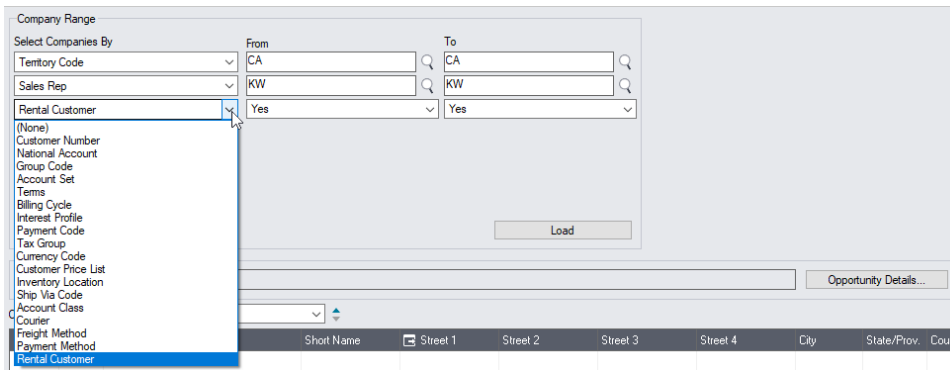 Company Range
Select Companies By From To
Territory Code CA CA
Sales Rep KW KW
Rental Customer Yes Yes
(None)
Customer Number
National Account
Group Code
Account Set
Terms
Billing Cycle
Interest Profile
Payment Code
Tax Group
Currency Code
Customer Price List
Inventory Location
Ship Via Code
Account Class
Courier
Freight Method
Payment Method
Rental Customer
Load
Opportunity Details...
Short Name Street 1 Street 2 Street 3 Street 4 City State/Prov. Cou